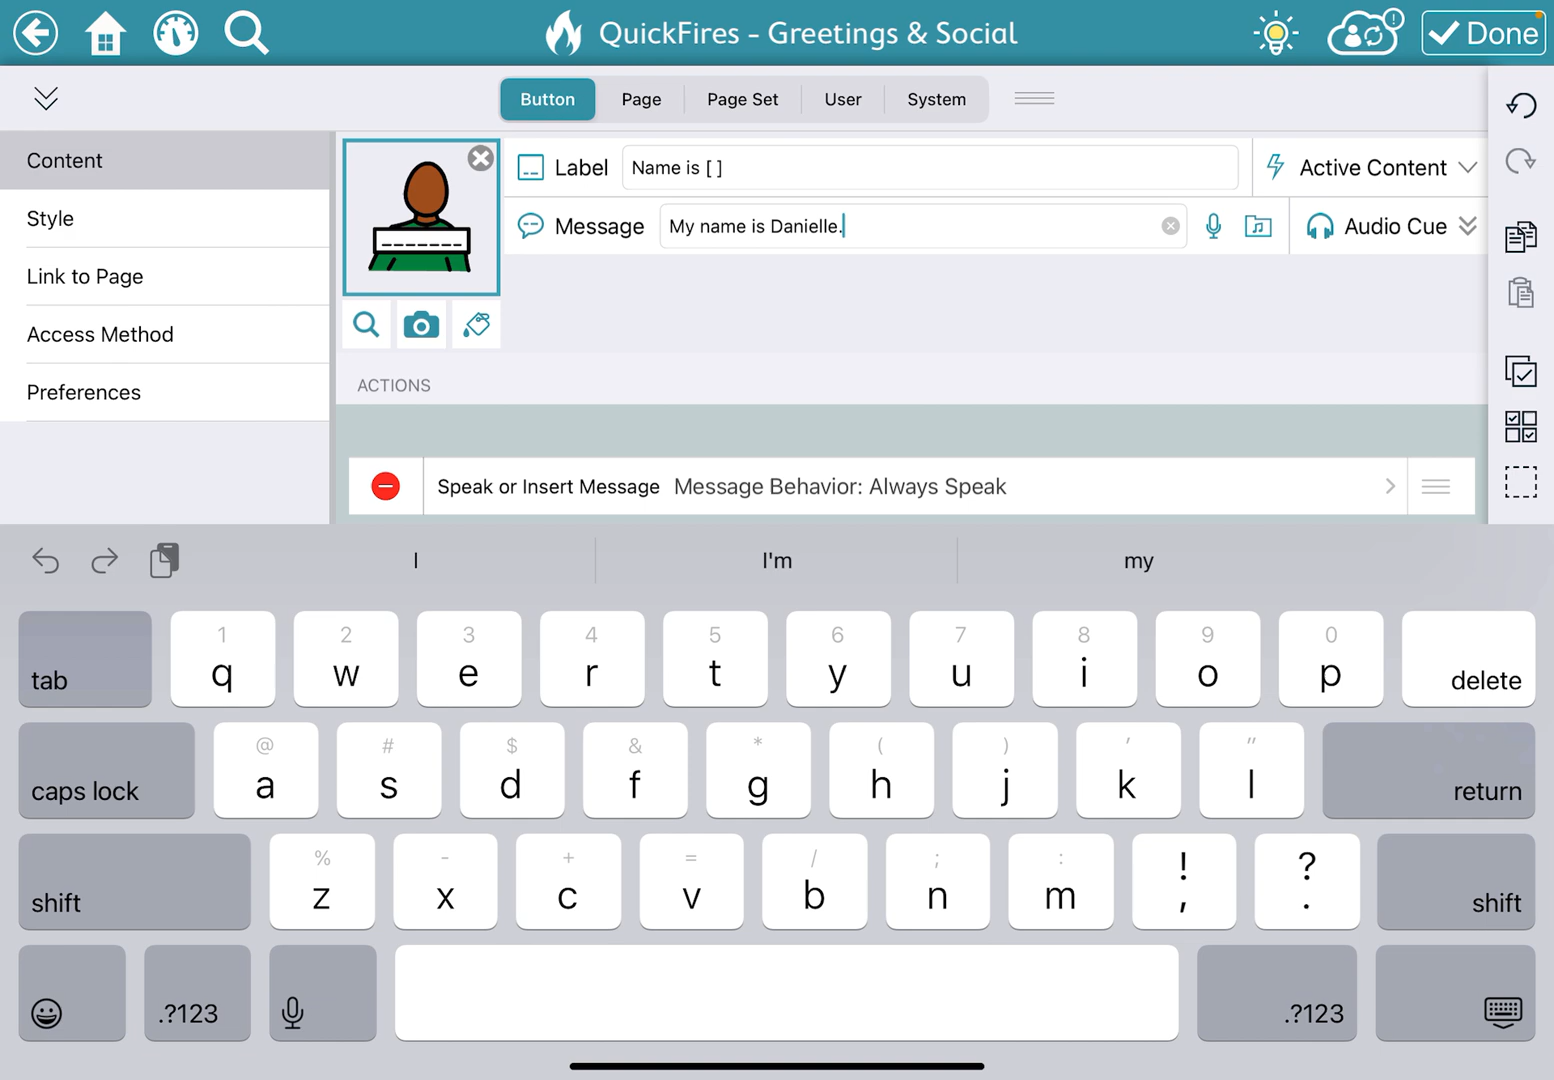 QuickFires - Greetings & Social
Done
Button Page Page Set User System
Content
Style
Link to Page
Access Method
Preferences
Label Name is [ ] Active Content
Message My name is Danielle. Audio Cue
ACTIONS
Speak or Insert Message Message Behavior: Always Speak
I I'm my
1 2 3 4 5 6 7 8 9 0
tab q w e r t y u i o p delete
@ # $ & * ( ) ' "
caps lock a s d f g h j k l return
% - + = / ; : ! ?
shift z x c v b n m , . shift
.?123 .?123